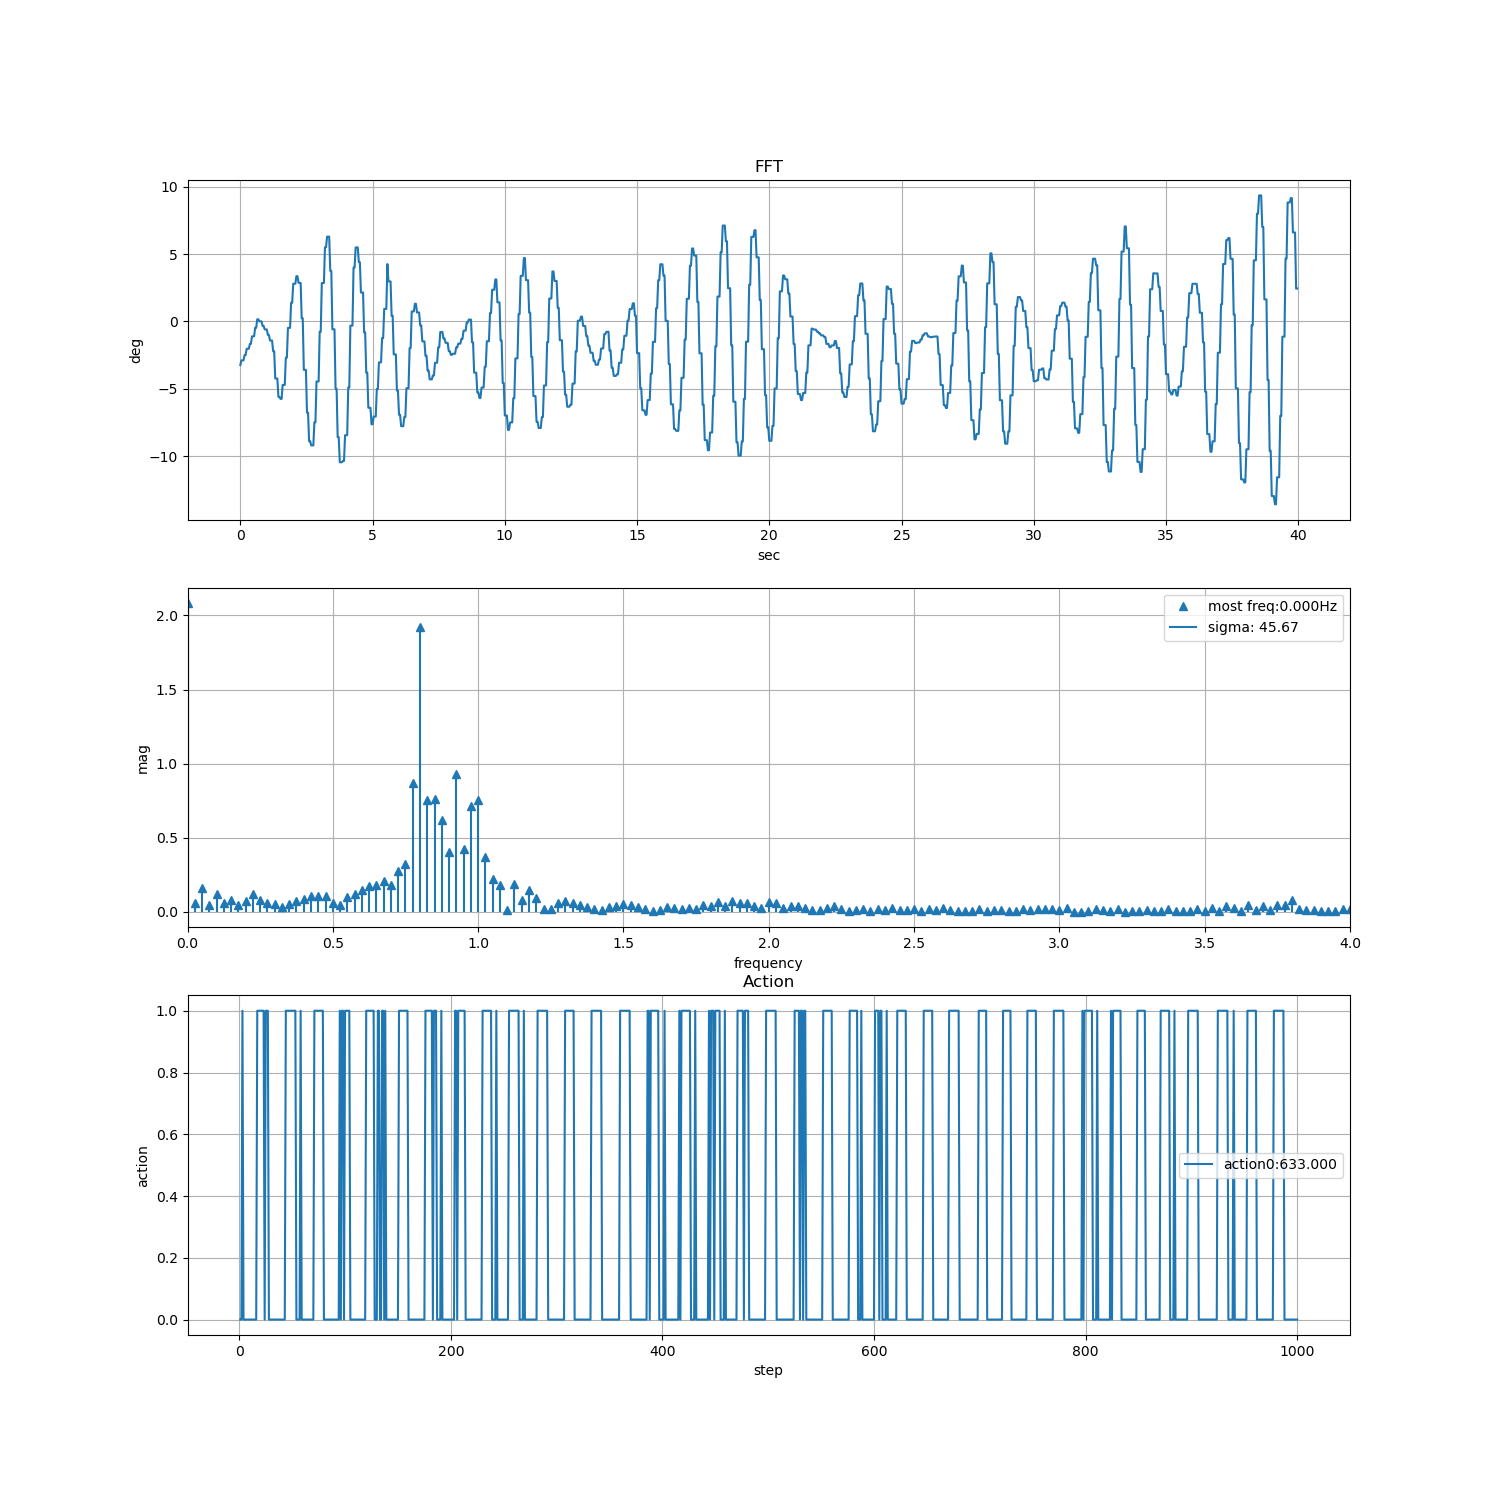 FFT
10
5
0
−5
−10
deg
0 5 10 15 20 25 30 35 40
sec
most freq:0.000Hz
sigma: 45.67
2.0
1.5
1.0
0.5
0.0
mag
0.0 0.5 1.0 1.5 2.0 2.5 3.0 3.5 4.0
frequency
Action
1.0
0.8
0.6
0.4
0.2
0.0
action
action0:633.000
0 200 400 600 800 1000
step